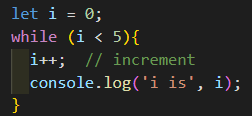 let i = 0;
while (i < 5){
  i++;  // increment
  console.log('i is', i);
}